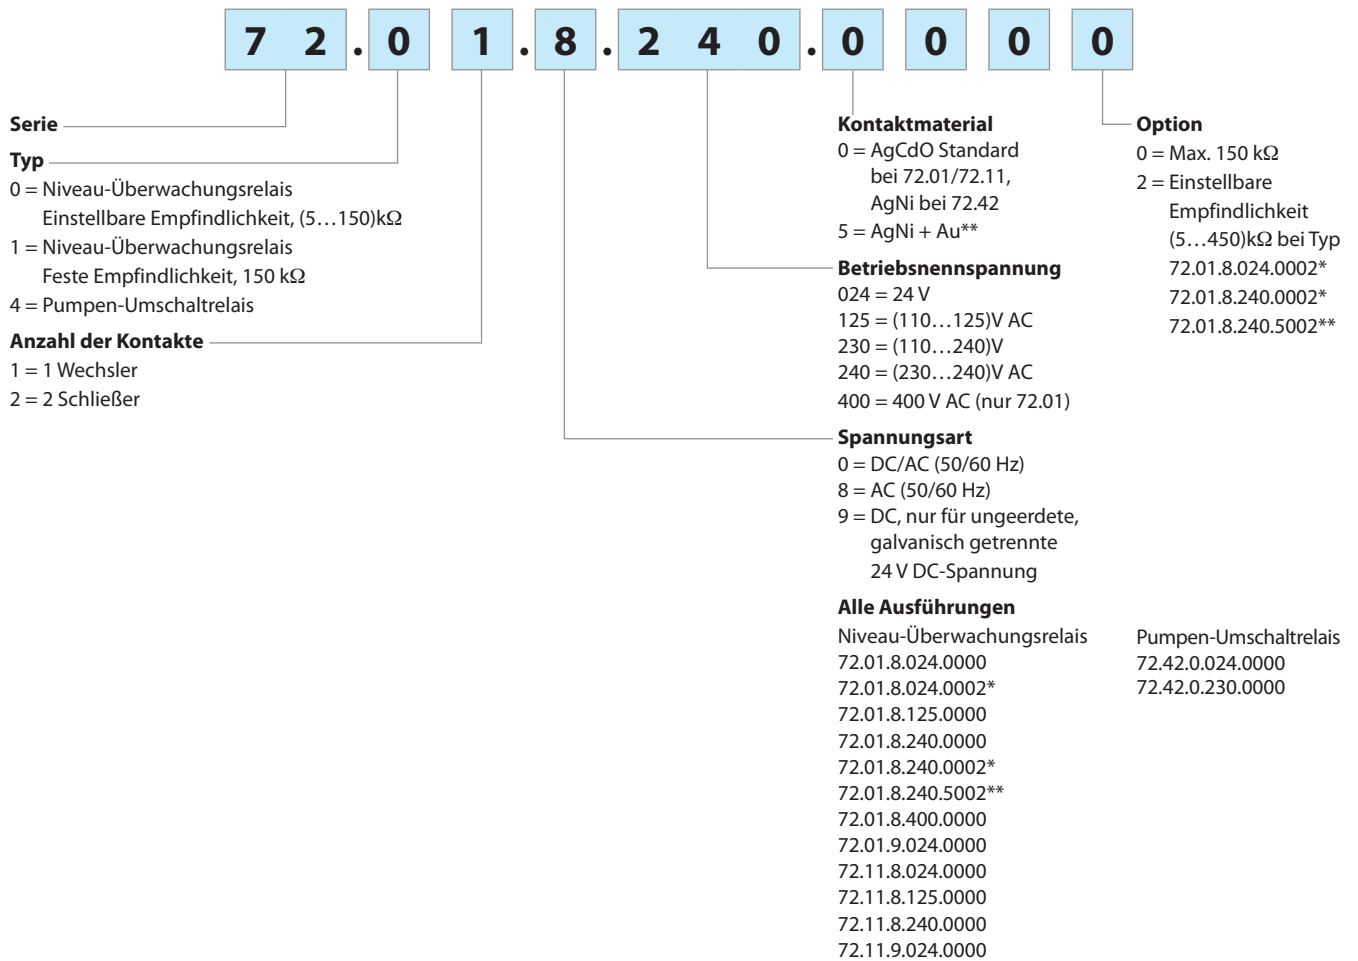 7 2 . 0 1 . 8 . 2 4 0 . 0 0 0 0
Serie
Typ
0 = Niveau-Überwachungsrelais
Einstellbare Empfindlichkeit, (5…150)kΩ
1 = Niveau-Überwachungsrelais
Feste Empfindlichkeit, 150 kΩ
4 = Pumpen-Umschaltrelais
Anzahl der Kontakte
1 = 1 Wechsler
2 = 2 Schließer
Kontaktmaterial
0 = AgCdO Standard
bei 72.01/72.11,
AgNi bei 72.42
5 = AgNi + Au**
Betriebsnennspannung
024 = 24 V
125 = (110…125)V AC
230 = (110…240)V
240 = (230…240)V AC
400 = 400 V AC (nur 72.01)
Spannungsart
0 = DC/AC (50/60 Hz)
8 = AC (50/60 Hz)
9 = DC, nur für ungeerdete,
galvanisch getrennte
24 V DC-Spannung
Option
0 = Max. 150 kΩ
2 = Einstellbare
Empfindlichkeit
(5…450)kΩ bei Typ
72.01.8.024.0002*
72.01.8.240.0002*
72.01.8.240.5002**
Alle Ausführungen
Niveau-Überwachungsrelais
72.01.8.024.0000
72.01.8.024.0002*
72.01.8.125.0000
72.01.8.240.0000
72.01.8.240.0002*
72.01.8.240.5002**
72.01.8.400.0000
72.01.9.024.0000
72.11.8.024.0000
72.11.8.125.0000
72.11.8.240.0000
72.11.9.024.0000
Pumpen-Umschaltrelais
72.42.0.024.0000
72.42.0.230.0000